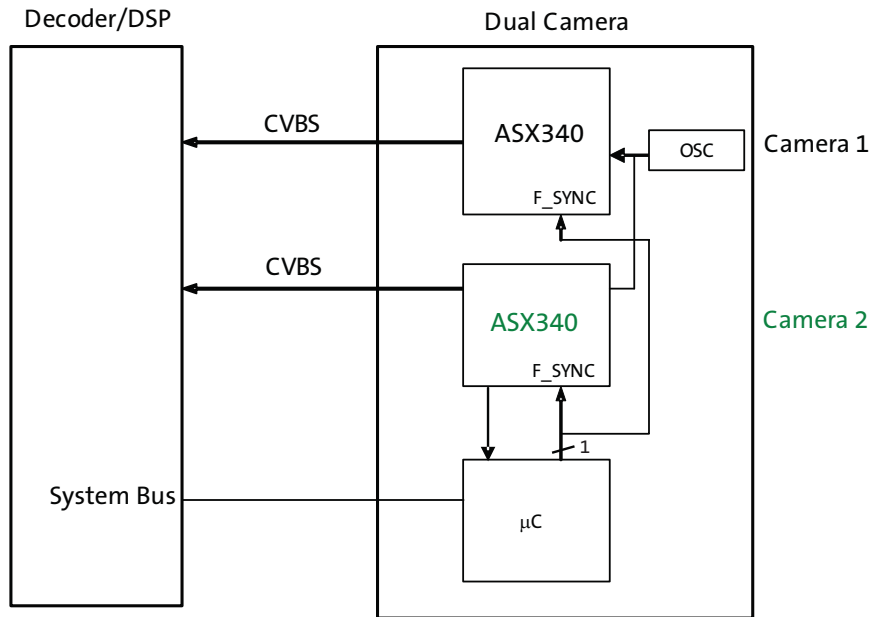 Decoder/DSP
Dual Camera
CVBS
ASX340
OSC
Camera 1
F_SYNC
CVBS
ASX340
Camera 2
F_SYNC
1
System Bus
µC